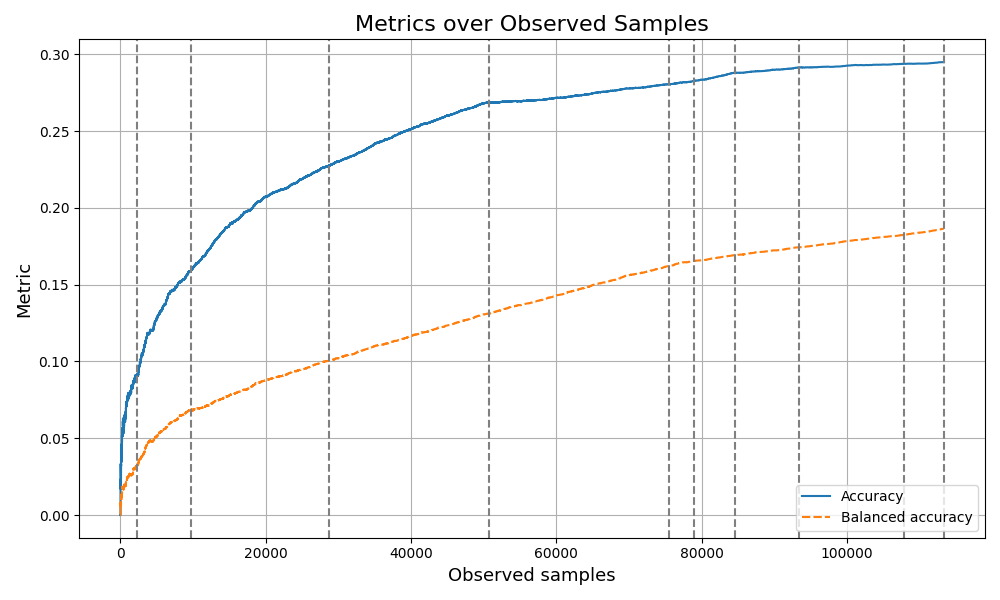 Metrics over Observed Samples
Metric
0.30
0.25
0.20
0.15
0.10
0.05
0.00
0 20000 40000 60000 80000 100000
Observed samples
Accuracy
Balanced accuracy